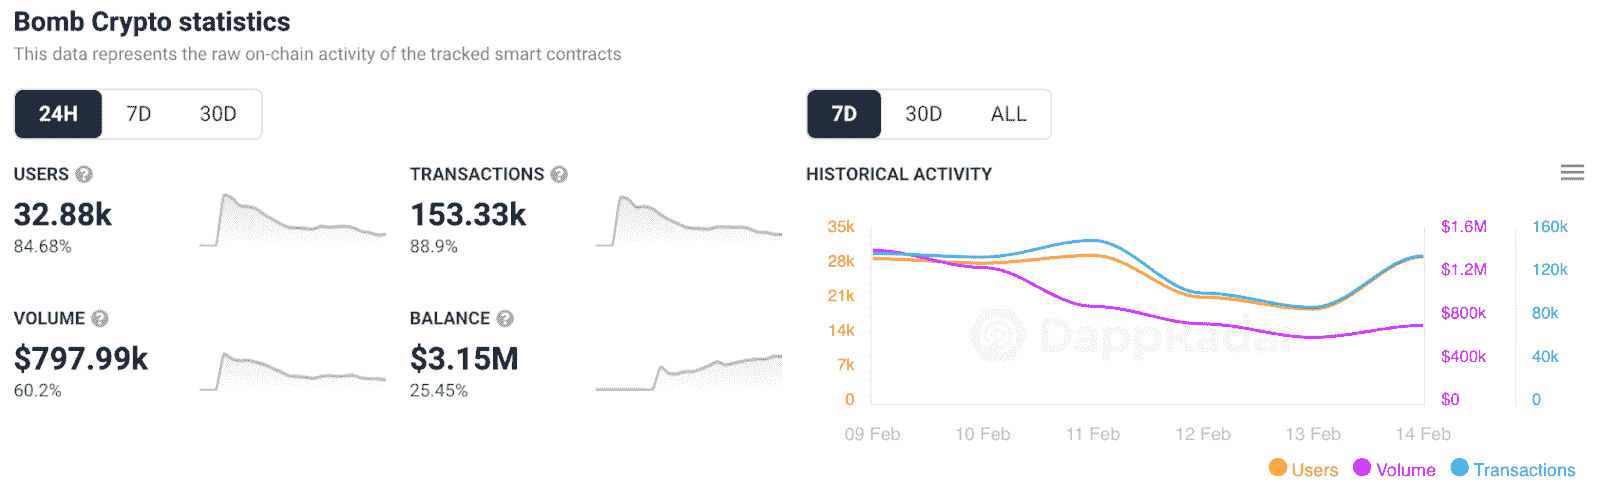 Bomb Crypto statistics
This data represents the raw on-chain activity of the tracked smart contracts
24H 7D 30D
USERS ?
32.88k
84.68%
TRANSACTIONS ?
153.33k
88.9%
VOLUME ?
$797.99k
60.2%
BALANCE ?
$3.15M
25.45%
7D 30D ALL
HISTORICAL ACTIVITY
35k $1.6M 160k
28k $1.2M 120k
21k $800k 80k
14k $400k 40k
7k
0 $0 0
DappRadar
09 Feb 10 Feb 11 Feb 12 Feb 13 Feb 14 Feb
Users Volume Transactions